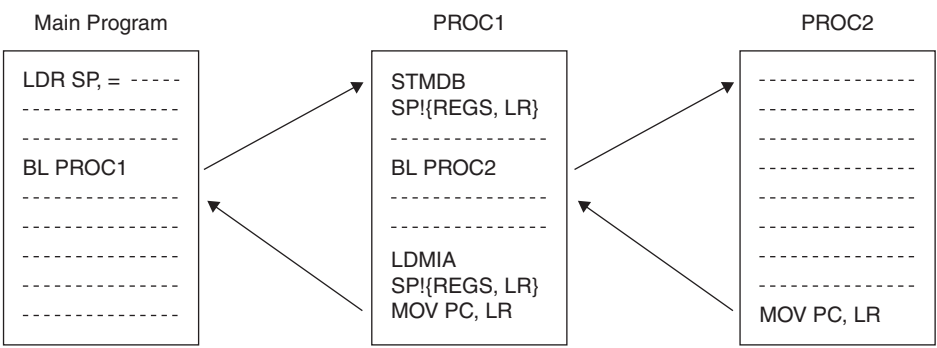 Main Program
LDR SP, = -----
--------------
--------------
BL PROC1
--------------
--------------
--------------
--------------
--------------
PROC1
STMDB
SP!{REGS, LR}
--------------
BL PROC2
--------------
--------------
LDMIA
SP!{REGS, LR}
MOV PC, LR
PROC2
--------------
--------------
--------------
--------------
--------------
--------------
--------------
--------------
MOV PC, LR